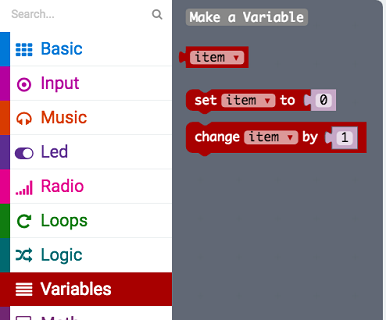 Search...
Basic
Input
Music
Led
Radio
Loops
Logic
Variables
Math
Make a Variable
item
set item to 0
change item by 1